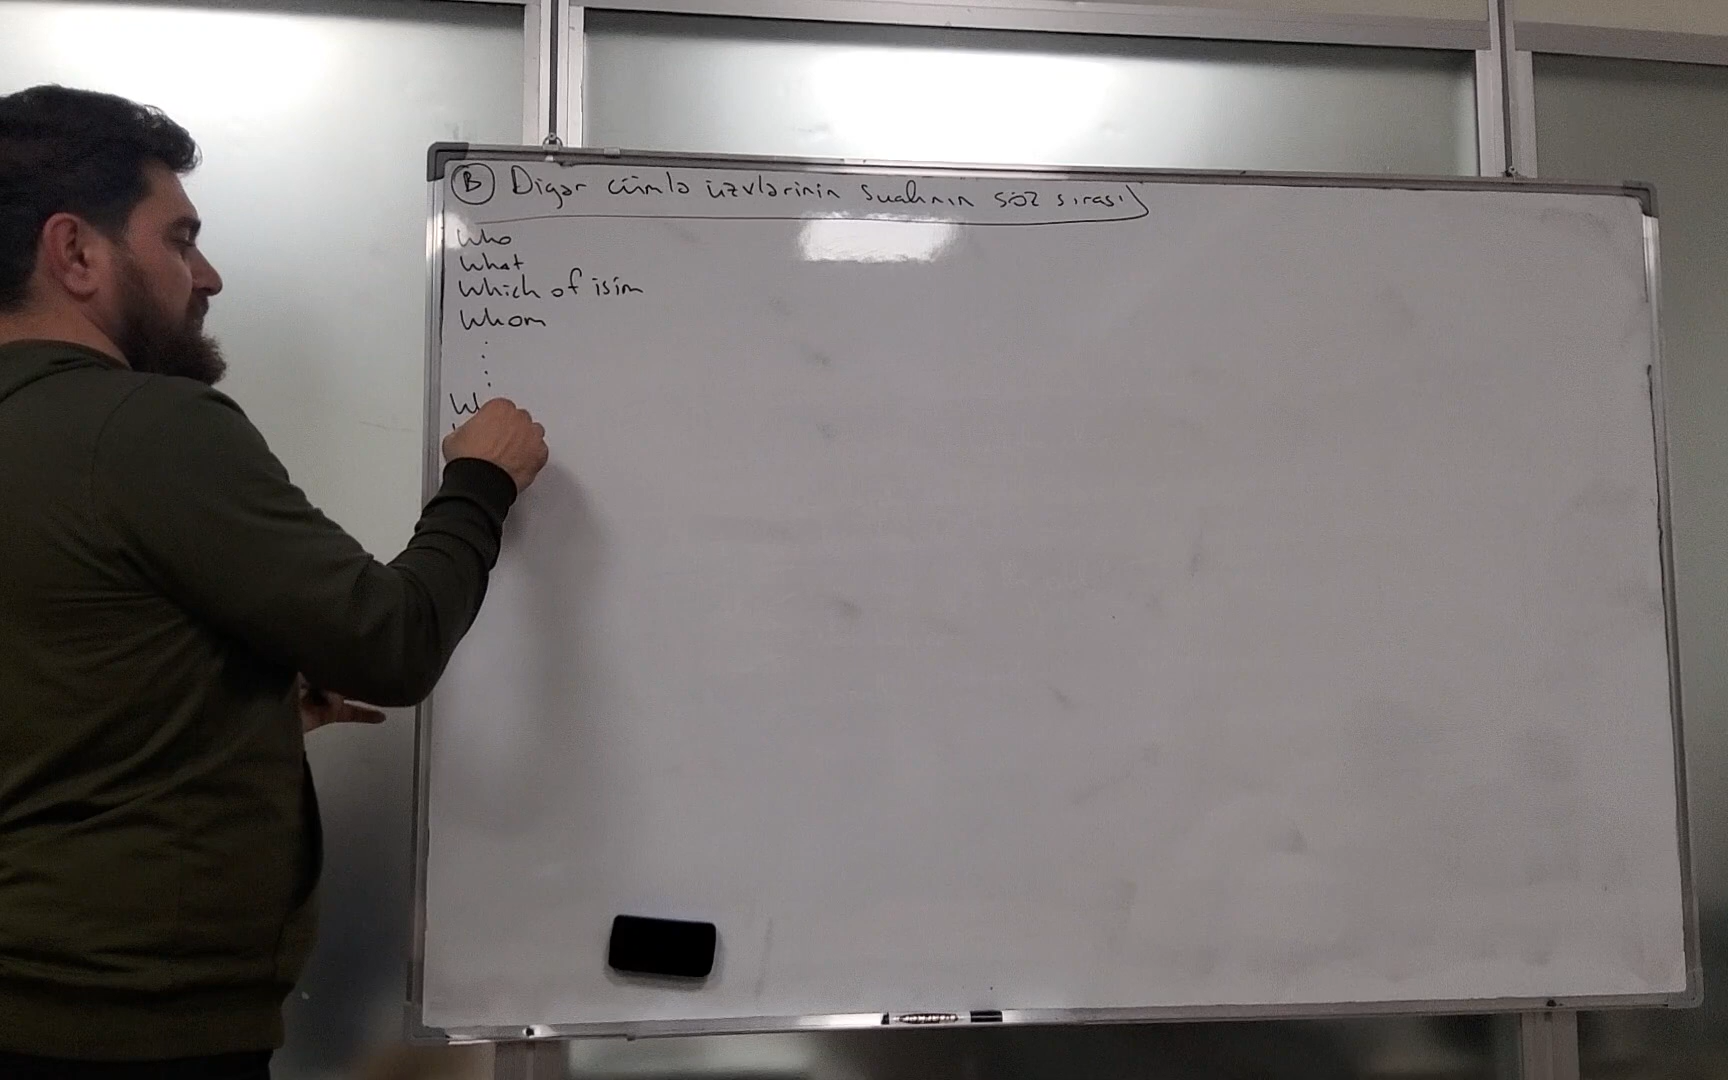 B Digər cümlə üzvlərinin sualının söz sırası
Who
What
Which of isim
Whom